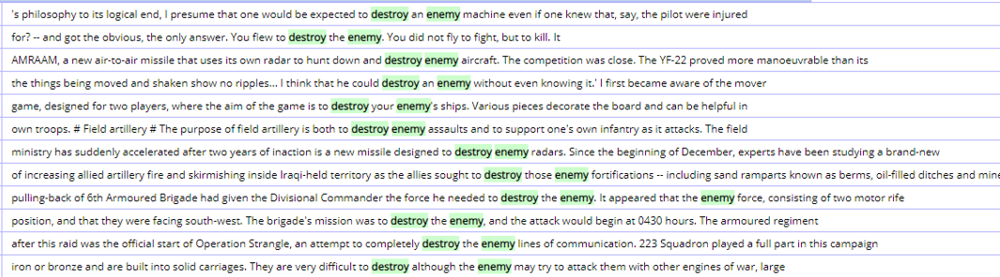 's philosophy to its logical end, I presume that one would be expected to destroy an enemy machine even if one knew that, say, the pilot were injured
for? -- and got the obvious, the only answer. You flew to destroy the enemy. You did not fly to fight, but to kill. It
AMRAAM, a new air-to-air missile that uses its own radar to hunt down and destroy enemy aircraft. The competition was close. The YF-22 proved more manoeuvrable than its
the things being moved and shaken show no ripples... I think that he could destroy an enemy without even knowing it.' I first became aware of the mover
game, designed for two players, where the aim of the game is to destroy your enemy's ships. Various pieces decorate the board and can be helpful in
own troops. # Field artillery # The purpose of field artillery is both to destroy enemy assaults and to support one's own infantry as it attacks. The field
ministry has suddenly accelerated after two years of inaction is a new missile designed to destroy enemy radars. Since the beginning of December, experts have been studying a brand-new
of increasing allied artillery fire and skirmishing inside Iraqi-held territory as the allies sought to destroy those enemy fortifications -- including sand ramparts known as berms, oil-filled ditches and mine
pulling-back of 6th Armoured Brigade had given the Divisional Commander the force he needed to destroy the enemy. It appeared that the enemy force, consisting of two motor rifle
position, and that they were facing south-west. The brigade's mission was to destroy the enemy, and the attack would begin at 0430 hours. The armoured regiment
after this raid was the official start of Operation Strangle, an attempt to completely destroy the enemy lines of communication. 223 Squadron played a full part in this campaign
iron or bronze and are built into solid carriages. They are very difficult to destroy although the enemy may try to attack them with other engines of war, large